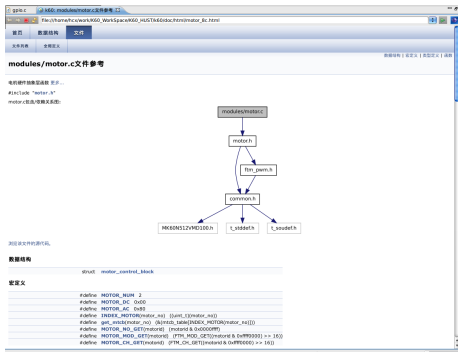 gpio.c
k60: modules/motor.c文件参考
file:///home/hcx/work/K60_WorkSpace/K60_HUST/k60/doc/html/motor_8c.html
首页 数据结构 文件
文件列表 全局定义
数据结构 | 宏定义 | 类型定义 | 函数
modules/motor.c文件参考
电机硬件抽象层函数 更多...
#include "motor.h"
motor.c的包含依赖关系图:
modules/motor.c
motor.h
ftm_pwm.h
common.h
MK60N512VMD100.h t_stddef.h t_soudef.h
浏览该文件的源代码。
数据结构
struct motor_control_block
宏定义
#define MOTOR_NUM 2
#define MOTOR_DC 0x00
#define MOTOR_AC 0x80
#define INDEX_MOTOR(motor_no) ((uint_t)(motor_no))
#define get_mtcb(motor_no) (&(mtcb_table[INDEX_MOTOR(motor_no)]))
#define MOTOR_NO_GET(motorid) (motorid & 0x0000ffff)
#define MOTOR_MOD_GET(motorid) (FTM_MOD_GET((motorid & 0xffff0000) >> 16))
#define MOTOR_CH_GET(motorid) (FTM_CH_GET((motorid & 0xffff0000) >> 16))